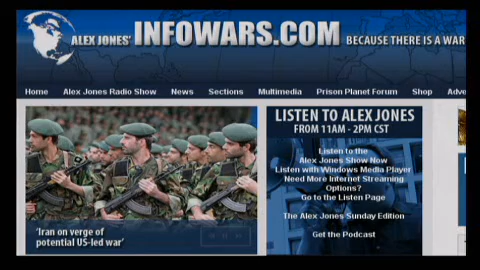 ALEX JONES' INFOWARS.COM BECAUSE THERE IS A WAR
Home Alex Jones Radio Show News Sections Multimedia Prison Planet Forum Shop Adve
LISTEN TO ALEX JONES
FROM 11AM - 2PM CST
Listen to the
Alex Jones Show Now
Listen with Windows Media Player
Need More Internet Streaming
Options?
Go to the Listen Page
The Alex Jones Sunday Edition
Get the Podcast
'Iran on verge of
potential US-led war'